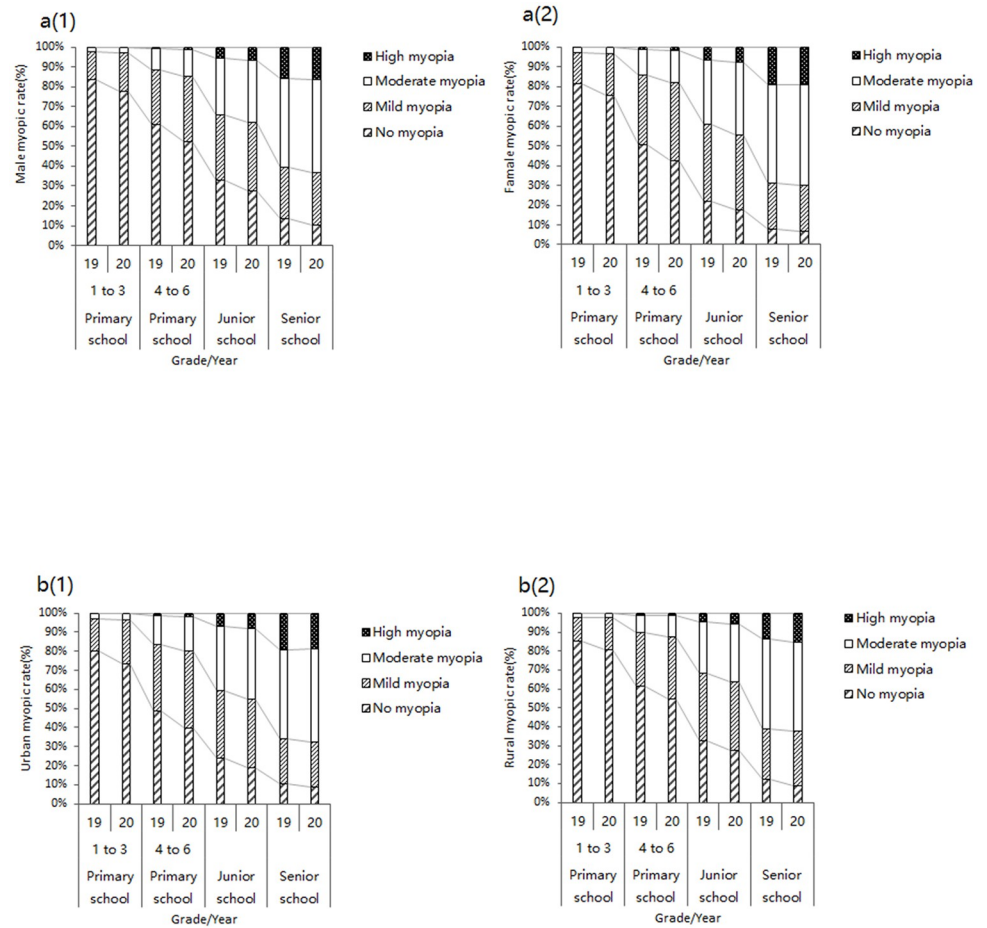 a(1)
Male myopic rate(%)
100%
90%
80%
70%
60%
50%
40%
30%
20%
10%
0%
High myopia
Moderate myopia
Mild myopia
No myopia
19 20 19 20 19 20 19 20
1 to 3 4 to 6
Primary Primary Junior Senior
school school school school
Grade/Year
a(2)
Famale myopic rate(%)
100%
90%
80%
70%
60%
50%
40%
30%
20%
10%
0%
High myopia
Moderate myopia
Mild myopia
No myopia
19 20 19 20 19 20 19 20
1 to 3 4 to 6
Primary Primary Junior Senior
school school school school
Grade/Year
b(1)
Urban myopic rate(%)
100%
90%
80%
70%
60%
50%
40%
30%
20%
10%
0%
High myopia
Moderate myopia
Mild myopia
No myopia
19 20 19 20 19 20 19 20
1 to 3 4 to 6
Primary Primary Junior Senior
school school school school
Grade/Year
b(2)
Rural myopic rate(%)
100%
90%
80%
70%
60%
50%
40%
30%
20%
10%
0%
High myopia
Moderate myopia
Mild myopia
No myopia
19 20 19 20 19 20 19 20
1 to 3 4 to 6
Primary Primary Junior Senior
school school school school
Grade/Year